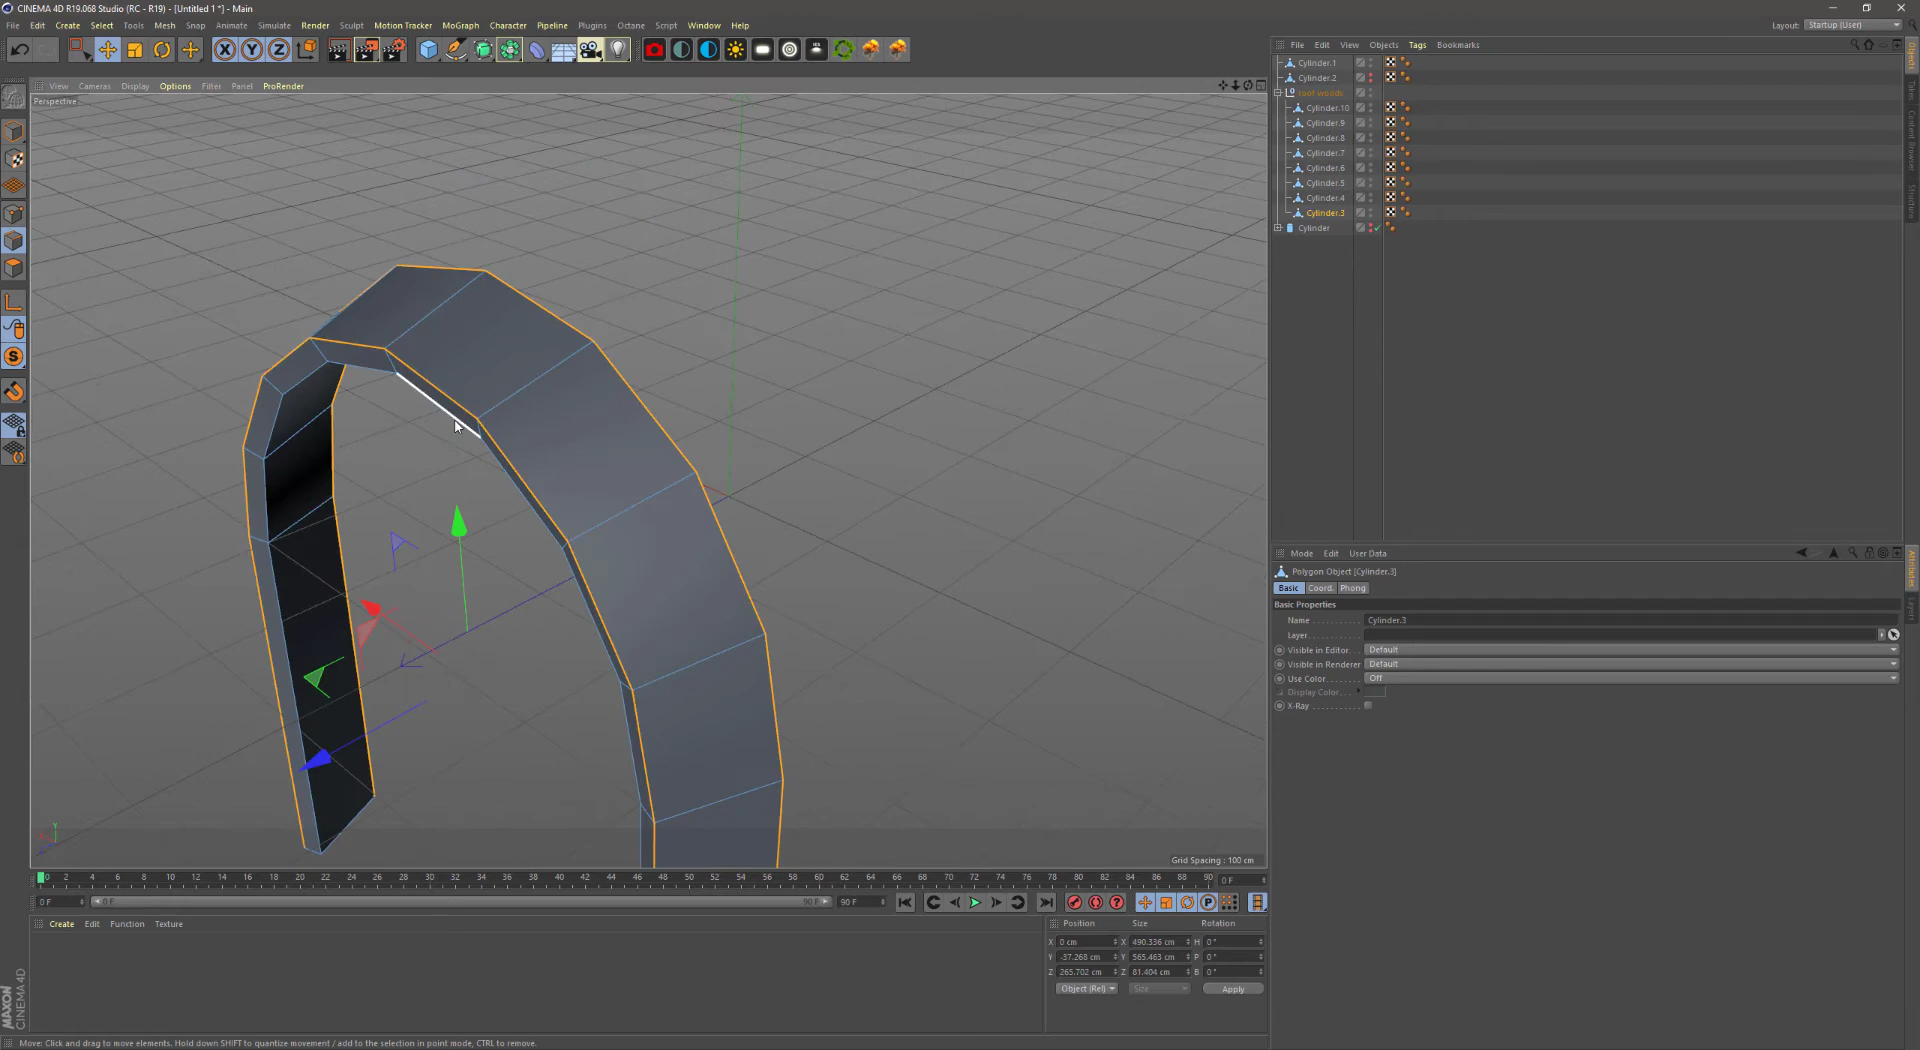 CINEMA 4D R19.068 Studio (RC - R19) - [Untitled 1 *] - Main
File Edit Create Select Tools Mesh Snap Animate Simulate Render Sculpt Motion Tracker MoGraph Character Pipeline Plugins Octane Script Window Help
Layout: Startup (User)
X Y Z
View Cameras Display Options Filter Panel ProRender
Perspective
File Edit View Objects Tags Bookmarks
Cylinder.1
Cylinder.2
roof woods
Cylinder.10
Cylinder.9
Cylinder.8
Cylinder.7
Cylinder.6
Cylinder.5
Cylinder.4
Cylinder.3
Cylinder
Objects
Takes
Content Browser
Structure
Mode Edit User Data
Polygon Object [Cylinder.3]
Basic Coord. Phong
Basic Properties
Name Cylinder.3
Layer
Visible in Editor Default
Visible in Renderer Default
Use Color Off
Display Color
X-Ray
Attributes
Layers
Grid Spacing : 100 cm
0 2 4 6 8 10 12 14 16 18 20 22 24 26 28 30 32 34 36 38 40 42 44 46 48 50 52 54 56 58 60 62 64 66 68 70 72 74 76 78 80 82 84 86 88 90
0 F
0 F 0 F 90 F 90 F
Create Edit Function Texture
Position Size Rotation
X 0 cm X 490.336 cm H 0 °
Y -37.268 cm Y 565.463 cm P 0 °
Z 265.702 cm Z 81.404 cm B 0 °
Object (Rel) Size Apply
MAXON
CINEMA 4D
Move: Click and drag to move elements. Hold down SHIFT to quantize movement / add to the selection in point mode, CTRL to remove.